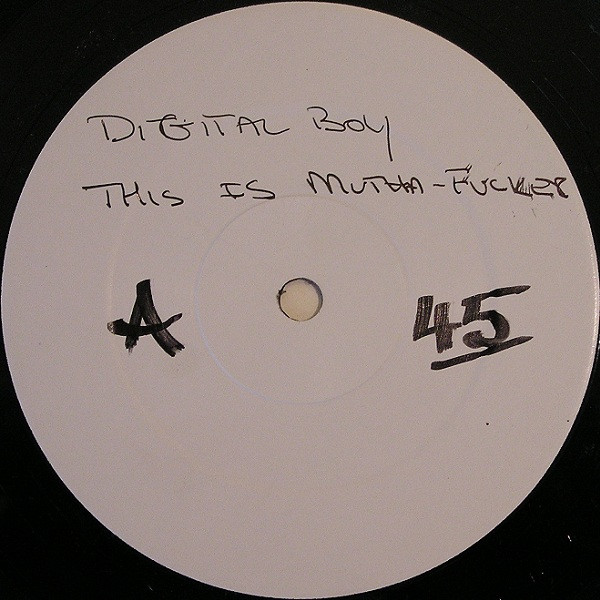 DIGITAL BOY
THIS IS MUTHA-FUCKER
A 45